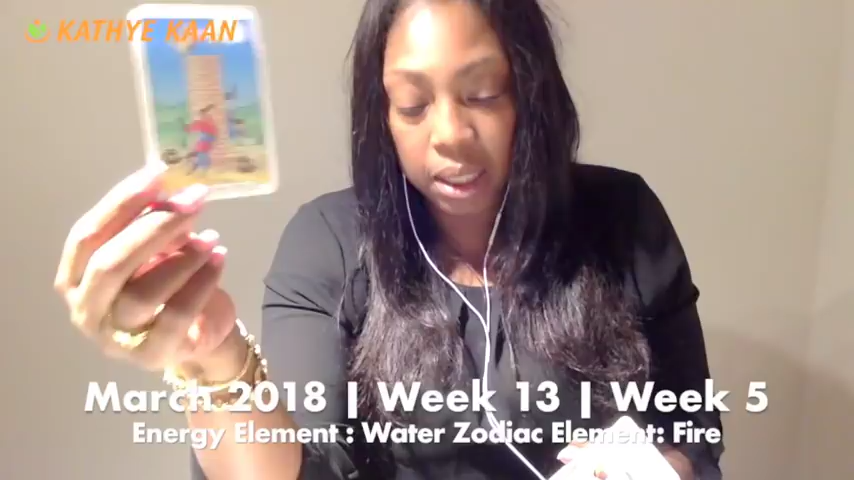 KATHYE KAAN
March 2018 | Week 13 | Week 5
Energy Element : Water Zodiac Element: Fire